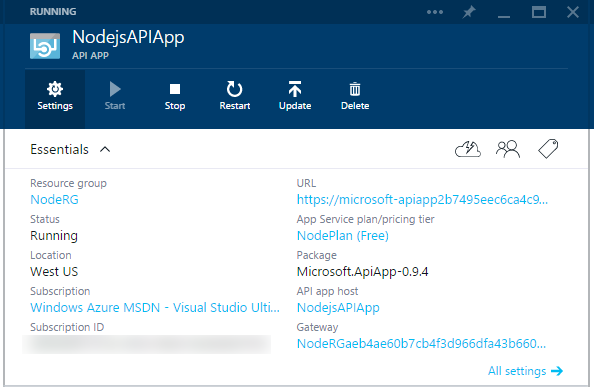 RUNNING
NodejsAPIApp
API APP
Settings Start Stop Restart Update Delete
Essentials
Resource group URL
NodeRG https://microsoft-apiapp2b7495eec6ca4c9...
Status App Service plan/pricing tier
Running NodePlan (Free)
Location Package
West US Microsoft.ApiApp-0.9.4
Subscription API app host
Windows Azure MSDN - Visual Studio Ulti... NodejsAPIApp
Subscription ID Gateway
NodeRGaeb4ae60b7cb4f3d966dfa43b660...
All settings